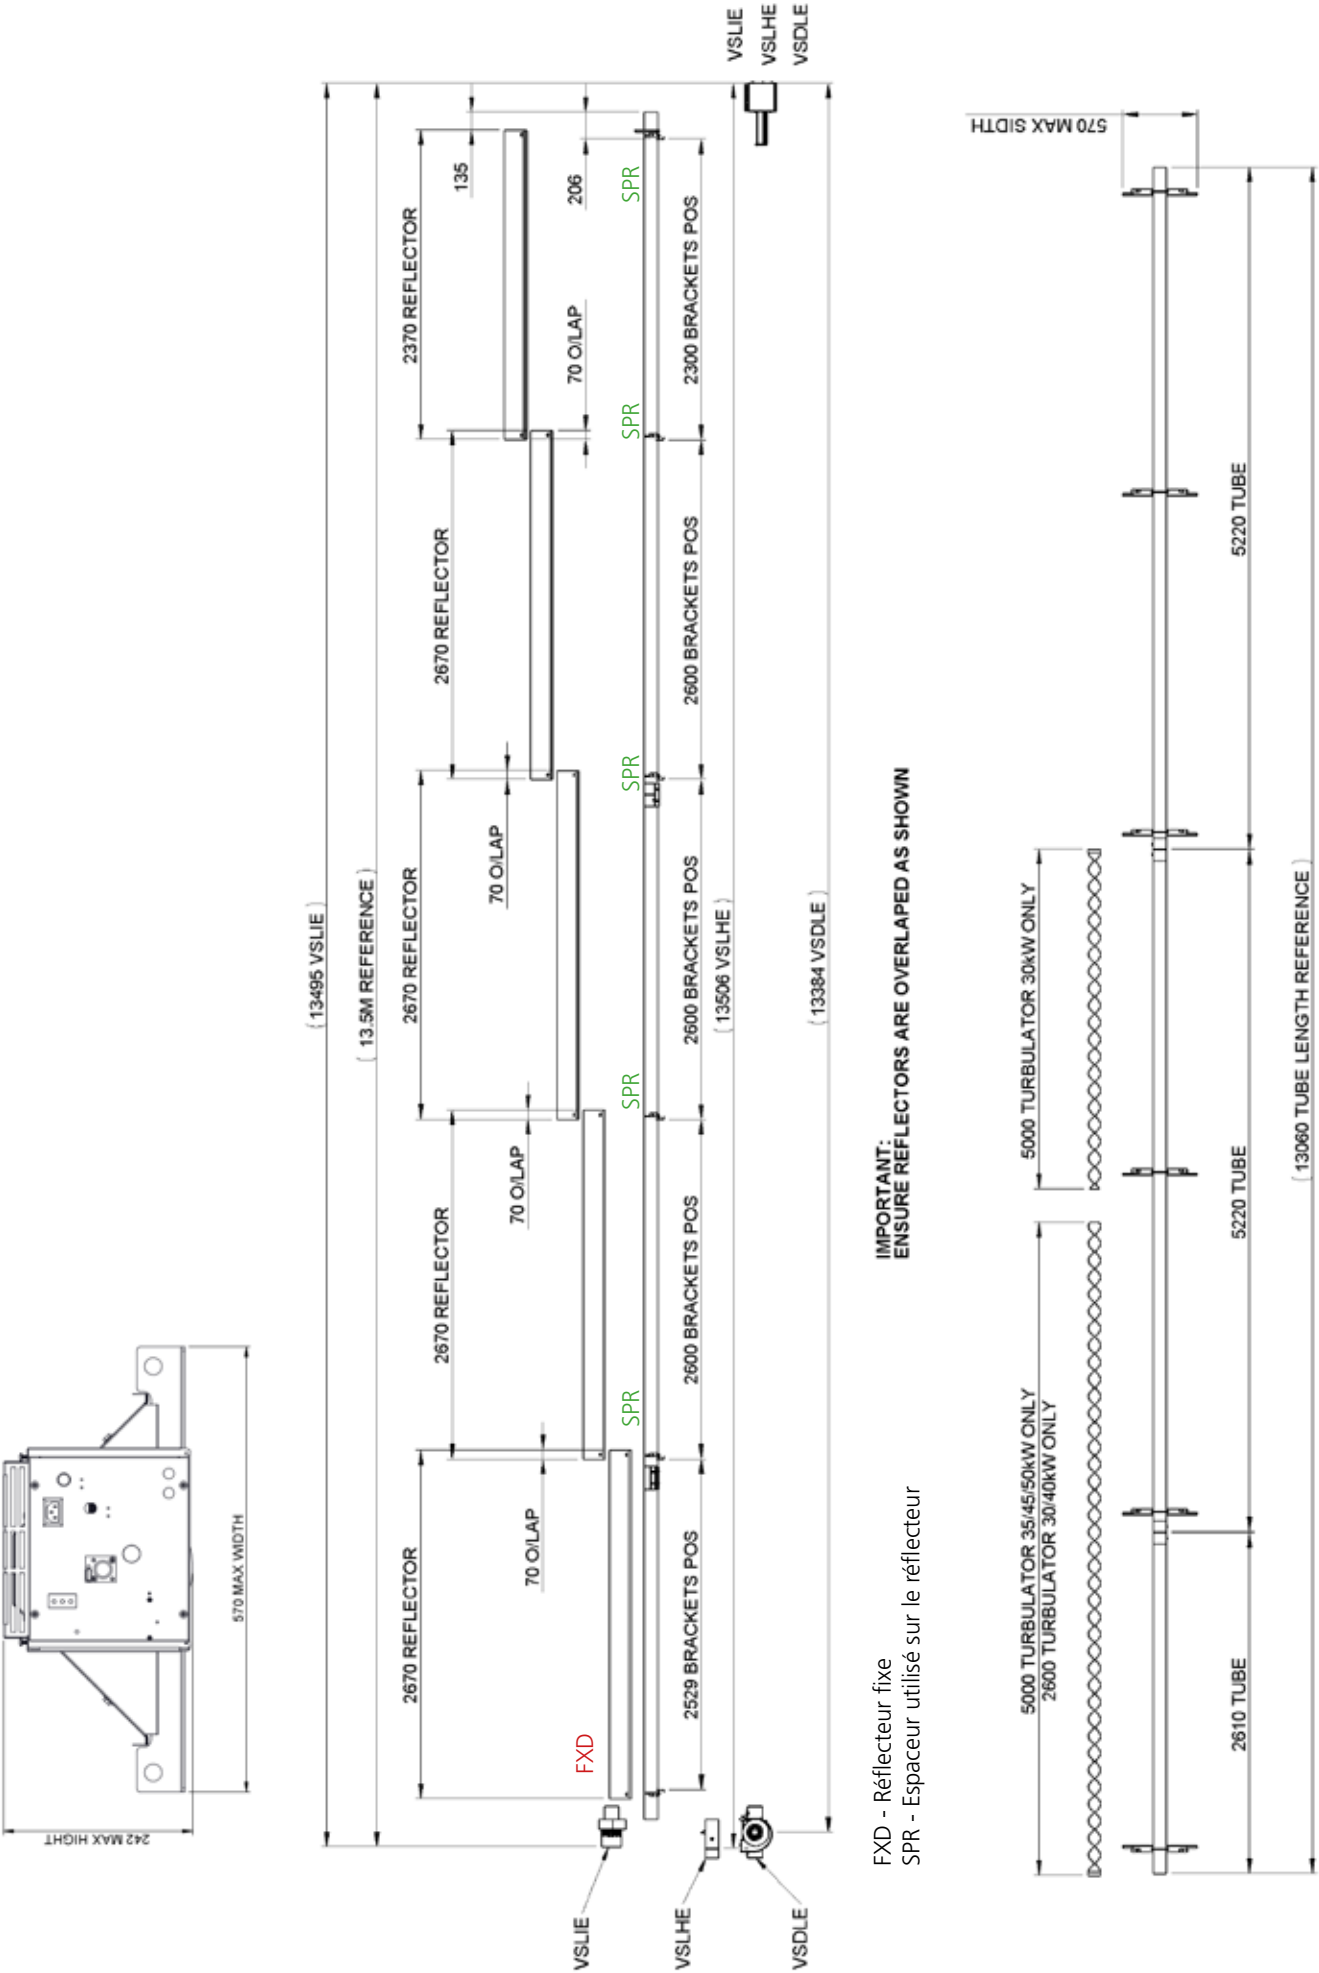 242 MAX HIGHT
570 MAX WIDTH
( 13495 VSLIE )
( 13.5M REFERENCE )
2670 REFLECTOR
2670 REFLECTOR
2670 REFLECTOR
2670 REFLECTOR
2370 REFLECTOR
135
70 O/LAP
70 O/LAP
70 O/LAP
70 O/LAP
206
FXD
SPR
SPR
SPR
SPR
SPR
2529 BRACKETS POS
2600 BRACKETS POS
2600 BRACKETS POS
2600 BRACKETS POS
2300 BRACKETS POS
( 13506 VSLHE )
( 13384 VSDLE )
VSLIE
VSLHE
VSDLE
VSLIE
VSLHE
VSDLE
FXD - Réflecteur fixe
SPR - Espaceur utilisé sur le réflecteur
IMPORTANT:
ENSURE REFLECTORS ARE OVERLAPED AS SHOWN
570 MAX SIDTH
5000 TURBULATOR 35/45/50kW ONLY
2600 TURBULATOR 30/40kW ONLY
5000 TURBULATOR 30kW ONLY
2610 TUBE
5220 TUBE
5220 TUBE
( 13060 TUBE LENGTH REFERENCE )